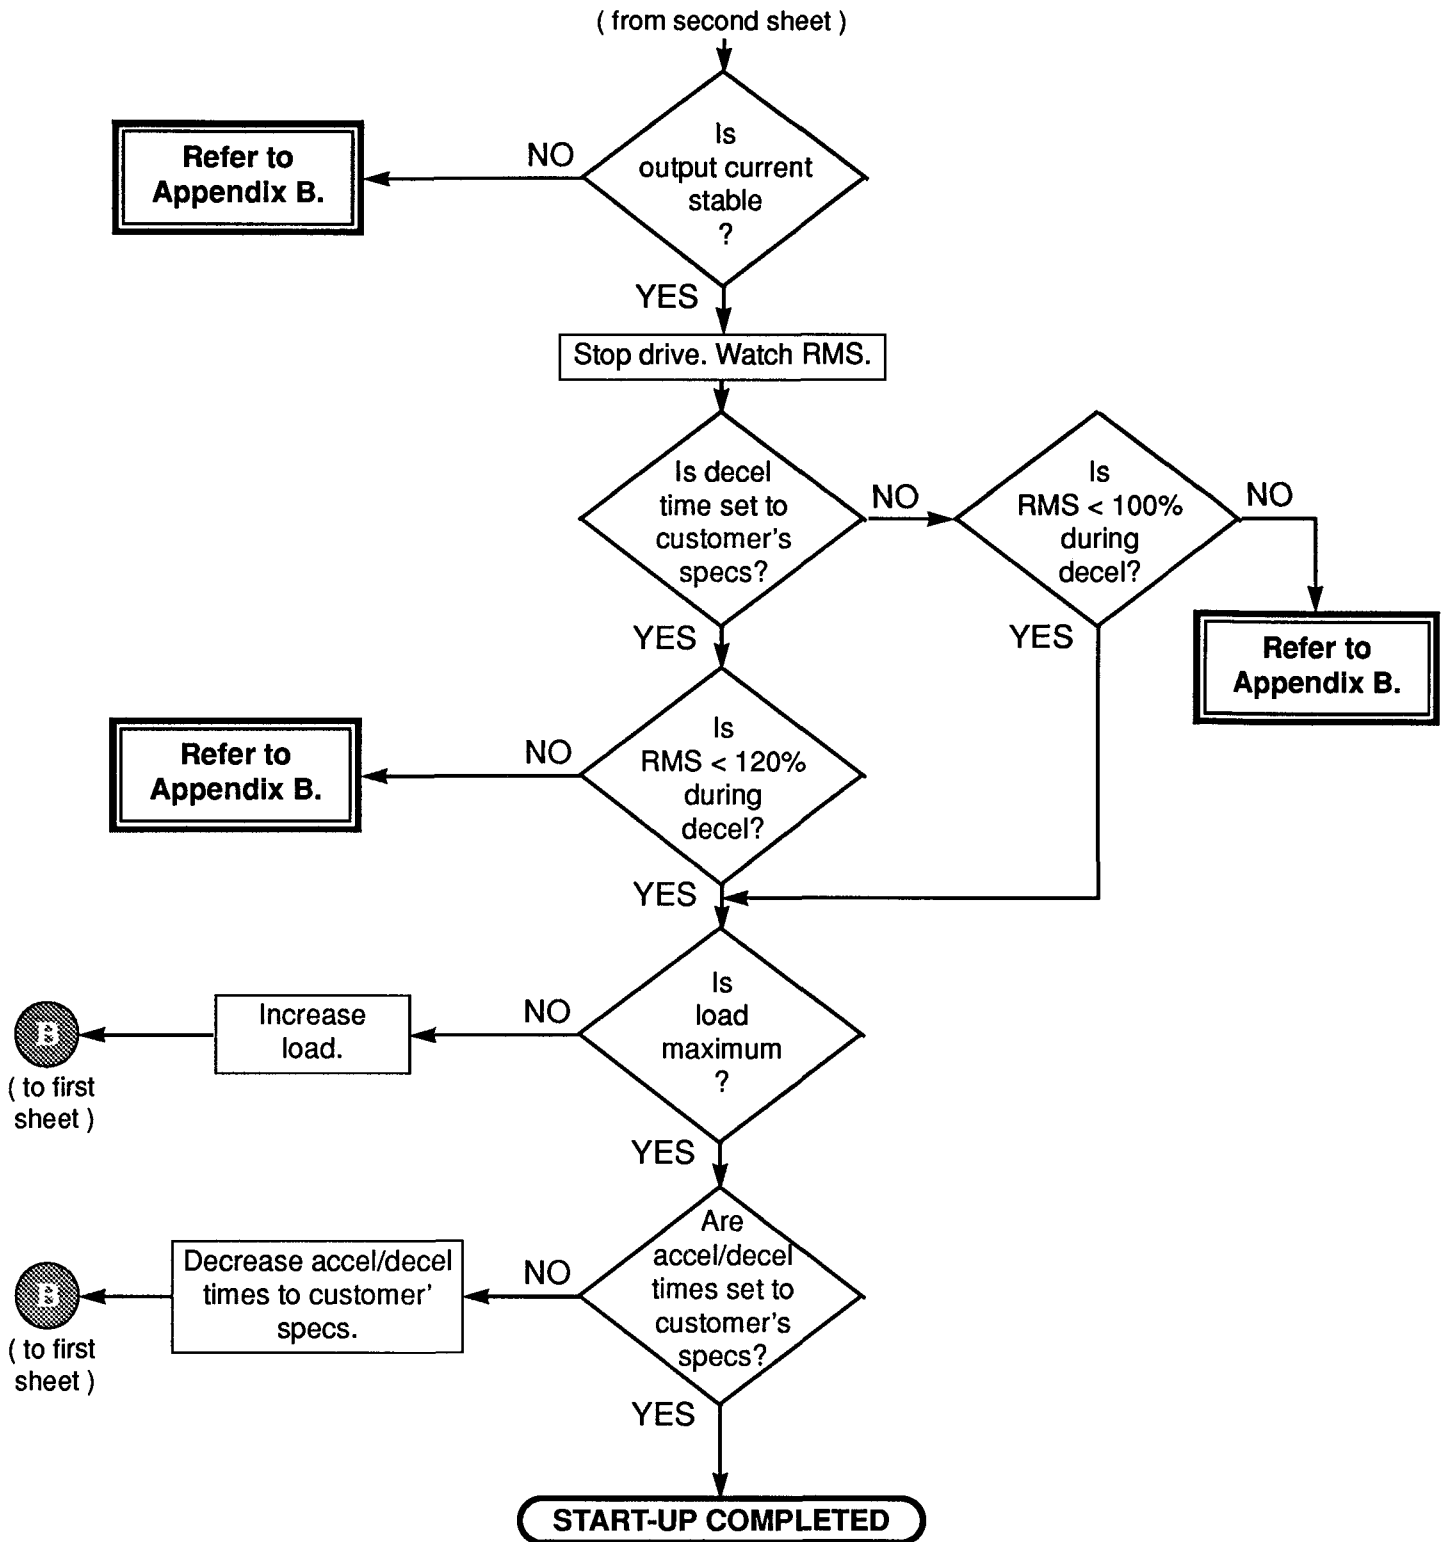 ( from second sheet )
Is
output current
stable
?
NO
Refer to
Appendix B.
YES
Stop drive. Watch RMS.
Is decel
time set to
customer's
specs?
NO
Is
RMS < 100%
during
decel?
NO
Refer to
Appendix B.
YES
YES
Is
RMS < 120%
during
decel?
NO
Refer to
Appendix B.
YES
Is
load
maximum
?
NO
Increase
load.
B
( to first
sheet )
YES
Are
accel/decel
times set to
customer's
specs?
NO
Decrease accel/decel
times to customer'
specs.
B
( to first
sheet )
YES
START-UP COMPLETED